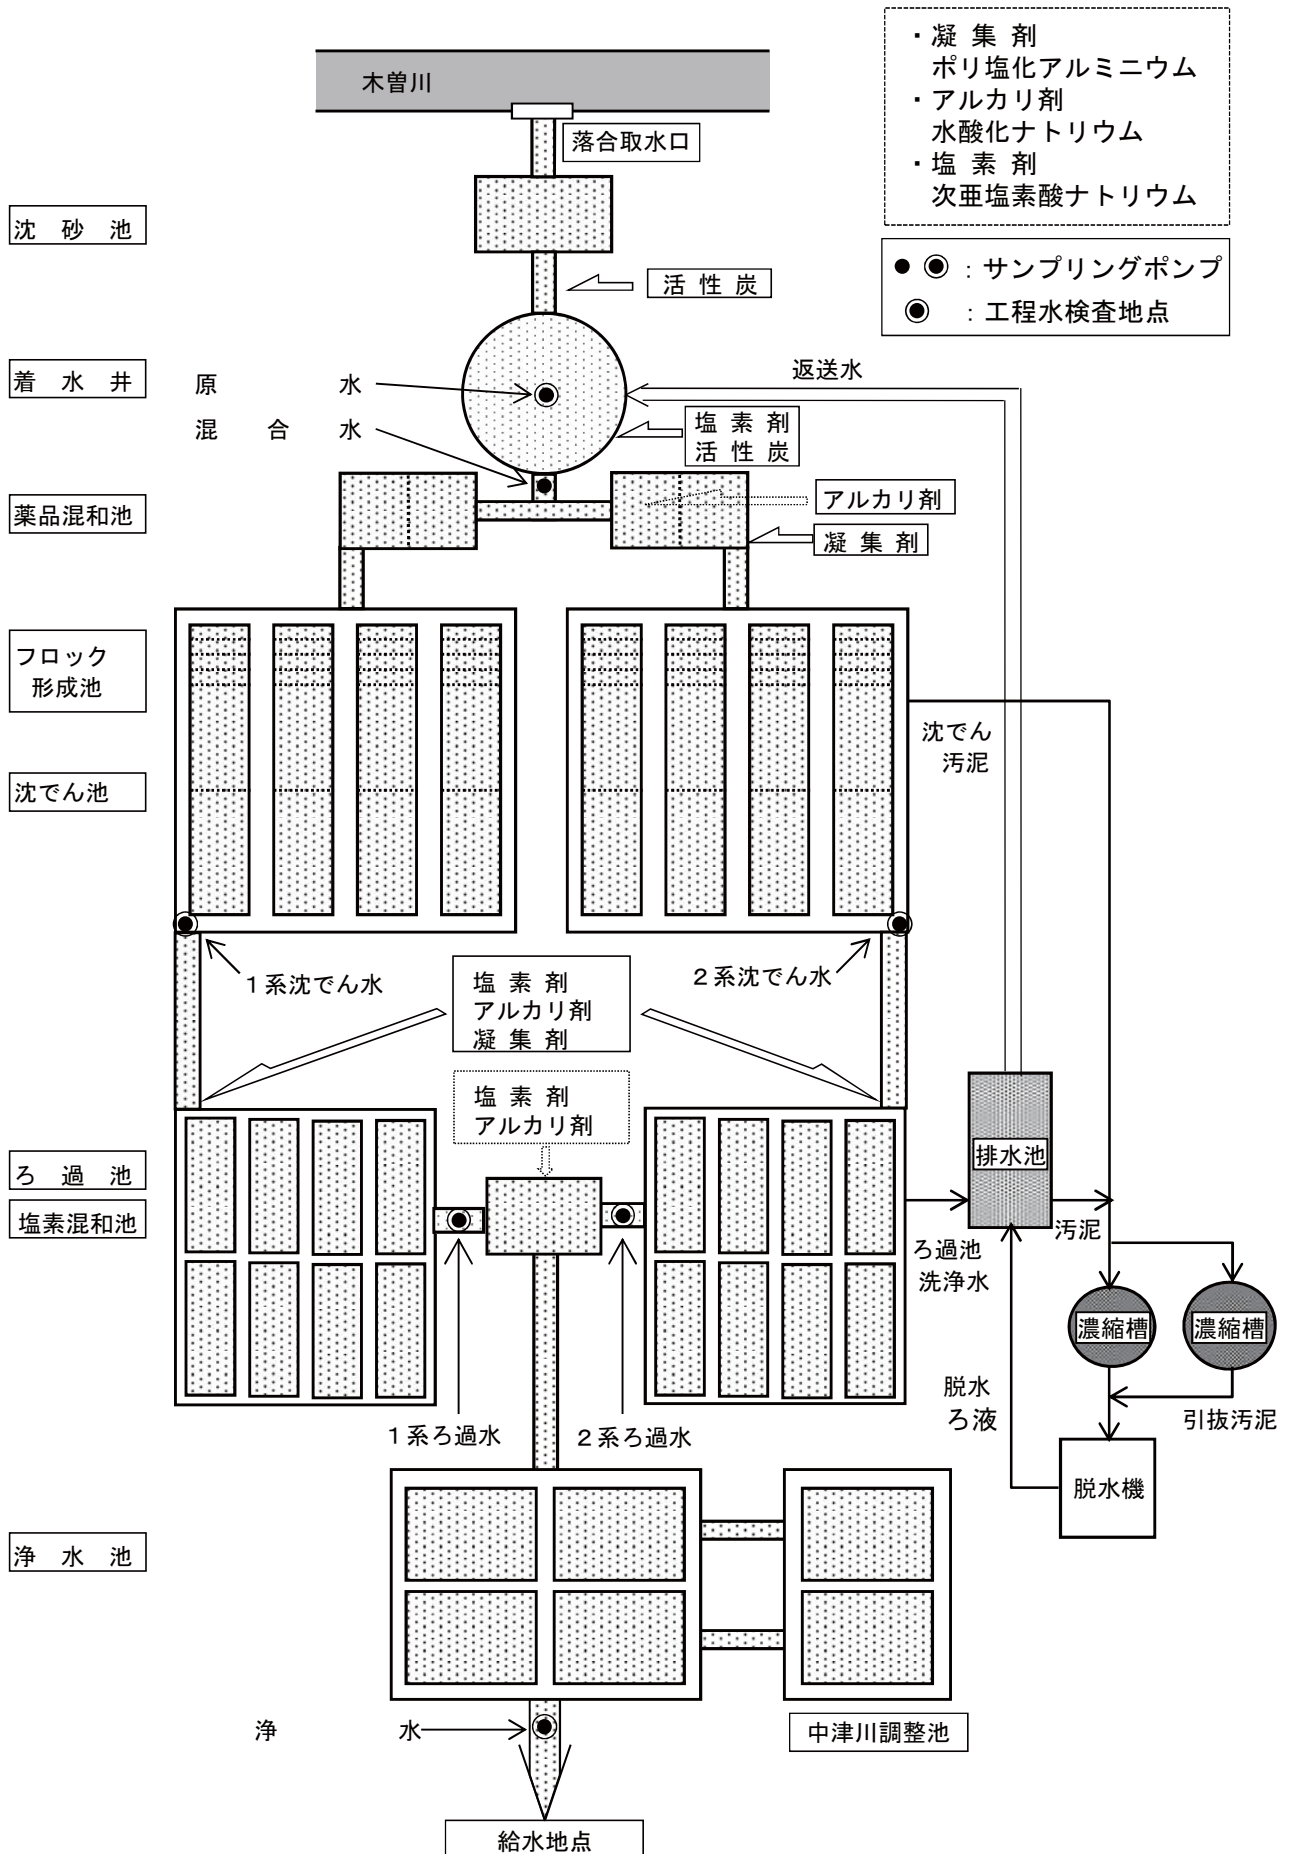 ・凝 集 剤
ポリ塩化アルミニウム
・アルカリ剤
水酸化ナトリウム
・塩 素 剤
次亜塩素酸ナトリウム
木曽川
落合取水口
沈 砂 池
：サンプリングポンプ
：工程水検査地点
活 性 炭
着 水 井
原 水
返送水
混 合 水
塩 素 剤
活 性 炭
薬品混和池
アルカリ剤
凝 集 剤
フロック
形成池
沈でん
汚泥
沈でん池
１系沈でん水
２系沈でん水
塩 素 剤
アルカリ剤
凝 集 剤
塩 素 剤
アルカリ剤
ろ 過 池
塩素混和池
排水池
汚泥
ろ過池
洗浄水
濃縮槽
濃縮槽
脱水
ろ液
引抜汚泥
１系ろ過水
２系ろ過水
脱水機
浄 水 池
浄 水
中津川調整池
給水地点